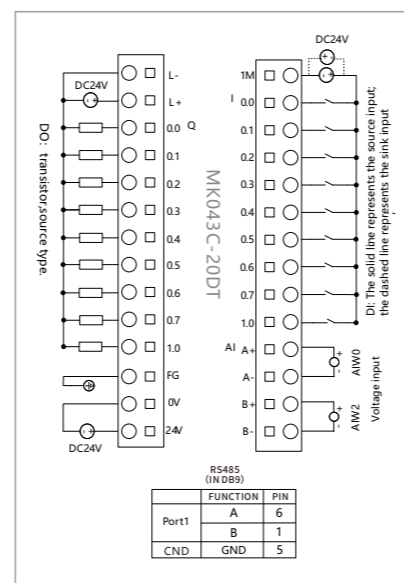 DC24V
L-
DC24V
L+
0.0 Q
0.1
0.2
0.3
0.4
0.5
0.6
0.7
1.0
FG
0V
24V
DC24V
DO: transistor,source type.
MK043C-20DT
1M
I 0.0
0.1
0.2
0.3
0.4
0.5
0.6
0.7
1.0
AI A+
A-
B+
B-
DI: The solid line represents the source input;
the dashed line represents the sink input
AIW0
AIW2
Voltage input
RS485
(IN DB9)
FUNCTION PIN
Port1 A 6
B 1
CND GND 5